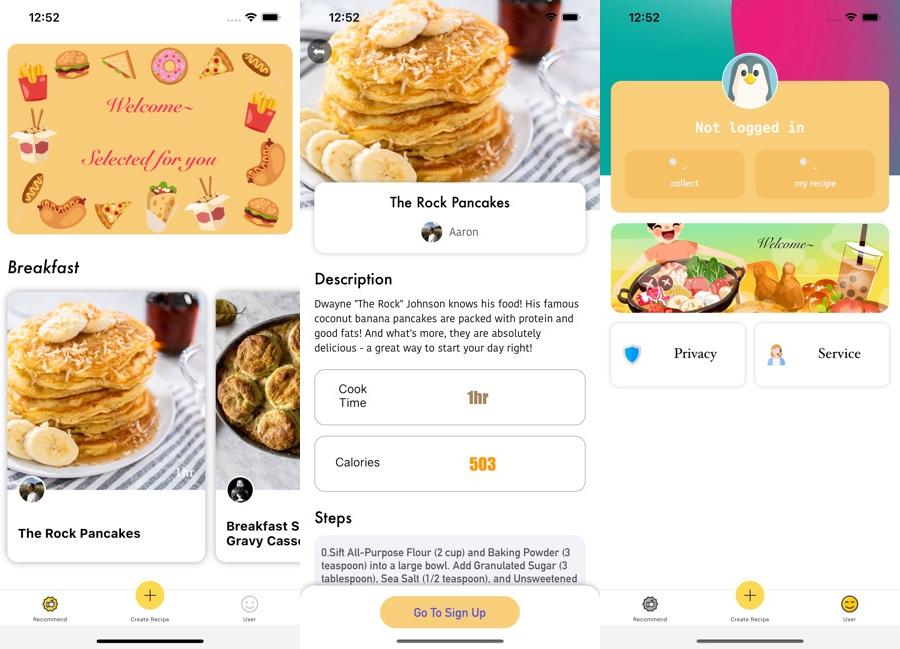 12:52
Welcome~
Selected for you
Breakfast
1hr
The Rock Pancakes
Breakfast S
Gravy Casse
Recommend
Create Recipe
User
12:52
The Rock Pancakes
Aaron
Description
Dwayne "The Rock" Johnson knows his food! His famous
coconut banana pancakes are packed with protein and
good fats! And what's more, they are absolutely
delicious - a great way to start your day right!
Cook
Time
1hr
Calories
503
Steps
0.Sift All-Purpose Flour (2 cup) and Baking Powder (3
teaspoon) into a large bowl. Add Granulated Sugar (3
tablespoon), Sea Salt (1/2 teaspoon), and Unsweetened
Go To Sign Up
12:52
Not logged in
collect
my recipe
Welcome~
Privacy
Service
Recommend
Create Recipe
User